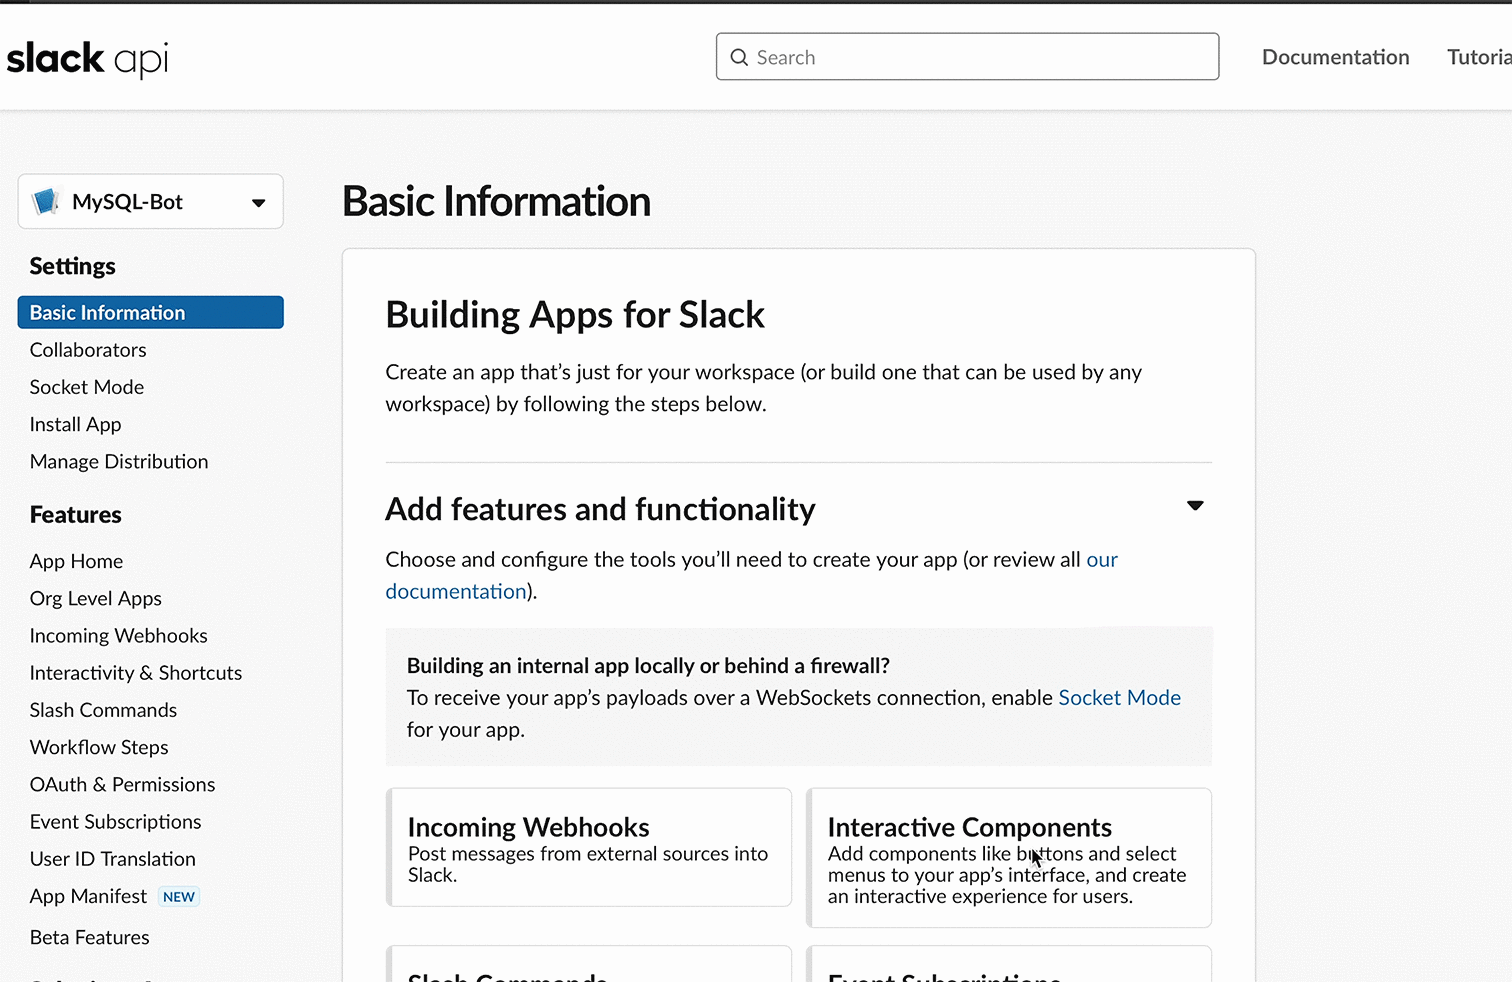 slack api
Search
Documentation
MySQL-Bot
Settings
Basic Information
Collaborators
Socket Mode
Install App
Manage Distribution
Features
App Home
Org Level Apps
Incoming Webhooks
Interactivity & Shortcuts
Slash Commands
Workflow Steps
OAuth & Permissions
Event Subscriptions
User ID Translation
App Manifest NEW
Beta Features
Basic Information
Building Apps for Slack
Create an app that’s just for your workspace (or build one that can be used by any
workspace) by following the steps below.
Add features and functionality
Choose and configure the tools you’ll need to create your app (or review all our
documentation).
Building an internal app locally or behind a firewall?
To receive your app’s payloads over a WebSockets connection, enable Socket Mode
for your app.
Incoming Webhooks
Post messages from external sources into
Slack.
Interactive Components
Add components like buttons and select
menus to your app’s interface, and create
an interactive experience for users.
Slash Commands
Event Subscriptions